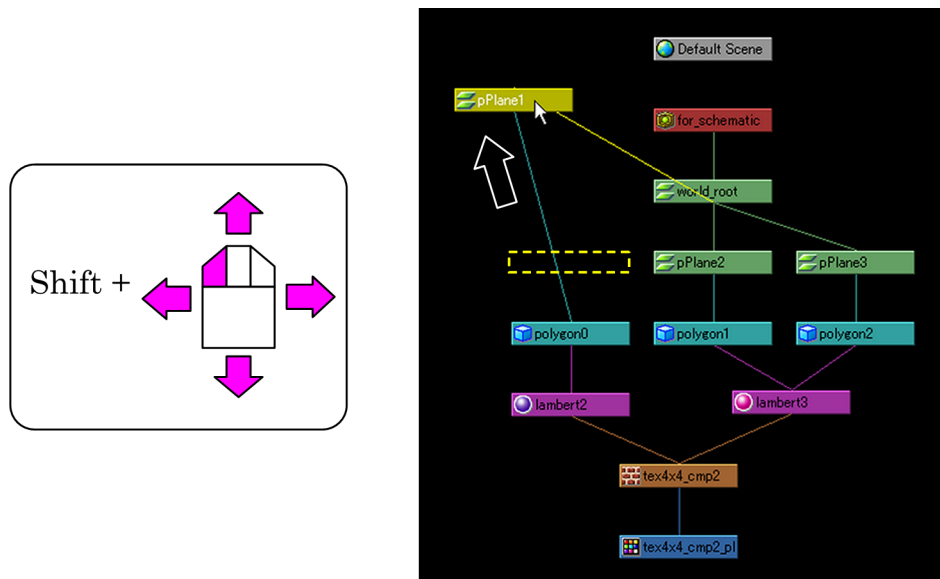 Shift +
Default Scene
pPlane1
for_schematic
world_root
pPlane2
pPlane3
polygon0
polygon1
polygon2
lambert2
lambert3
tex4x4_cmp2
tex4x4_cmp2_pl